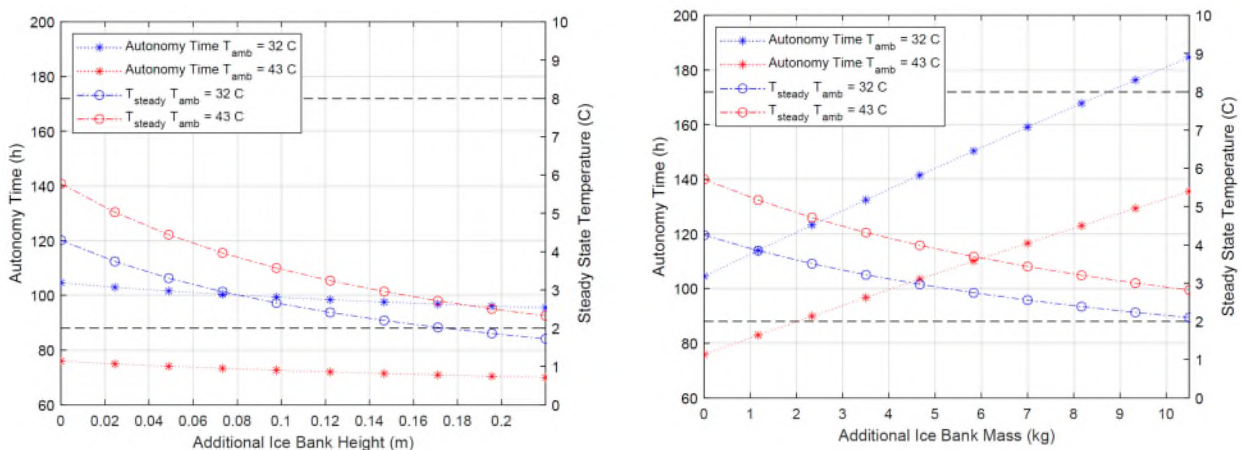 200
180
160
140
120
100
80
60
Autonomy Time (h)
Autonomy Time T_amb = 32 C
Autonomy Time T_amb = 43 C
T_steady T_amb = 32 C
T_steady T_amb = 43 C
10
9
8
7
6
5
4
3
2
1
0
Steady State Temperature (C)
0 0.02 0.04 0.06 0.08 0.1 0.12 0.14 0.16 0.18 0.2
Additional Ice Bank Height (m)
200
180
160
140
120
100
80
60
Autonomy Time (h)
Autonomy Time T_amb = 32 C
Autonomy Time T_amb = 43 C
T_steady T_amb = 32 C
T_steady T_amb = 43 C
10
9
8
7
6
5
4
3
2
1
0
Steady State Temperature (C)
0 1 2 3 4 5 6 7 8 9 10
Additional Ice Bank Mass (kg)